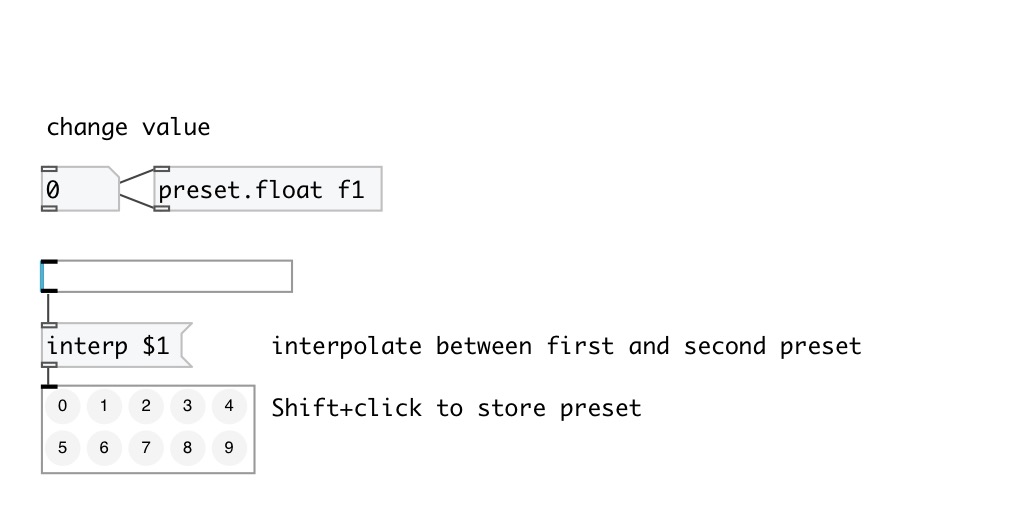 change value
0 preset.float f1
interp $1 interpolate between first and second preset
0 1 2 3 4 Shift+click to store preset
5 6 7 8 9